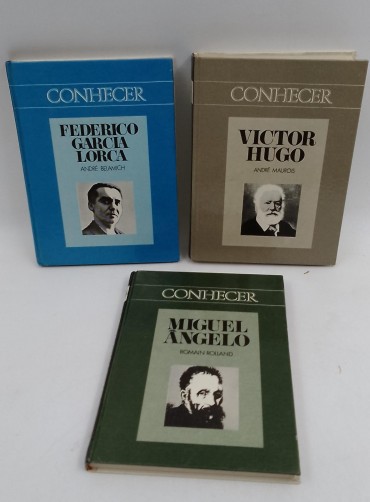 CONHECER
FEDERICO
GARCIA
LORCA
ANDRÉ BELAMICH
CONHECER
VICTOR
HUGO
ANDRÉ MAUROIS
CONHECER
MIGUEL
ÂNGELO
ROMAIN ROLLAND